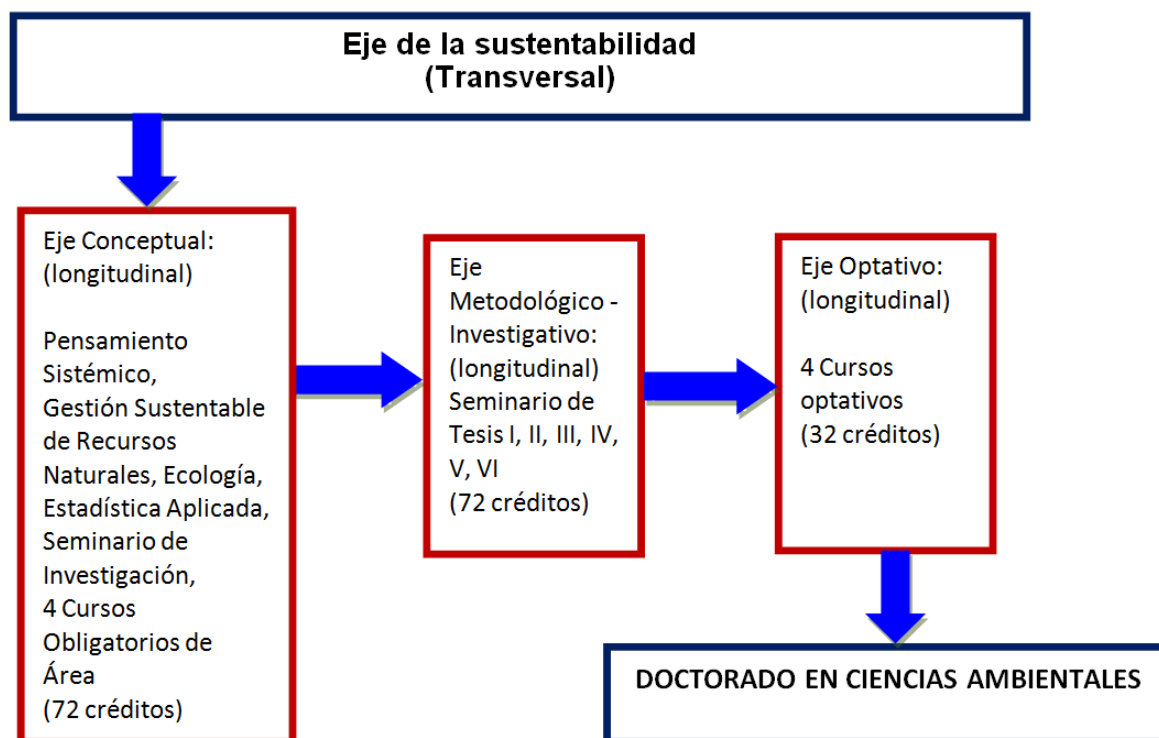 Eje de la sustentabilidad
(Transversal)
Eje Conceptual:
(longitudinal)
Pensamiento
Sistémico,
Gestión Sustentable
de Recursos
Naturales, Ecología,
Estadística Aplicada,
Seminario de
Investigación,
4 Cursos
Obligatorios de
Área
(72 créditos)
Eje
Metodológico -
Investigativo:
(longitudinal)
Seminario de
Tesis I, II, III, IV,
V, VI
(72 créditos)
Eje Optativo:
(longitudinal)
4 Cursos
optativos
(32 créditos)
DOCTORADO EN CIENCIAS AMBIENTALES